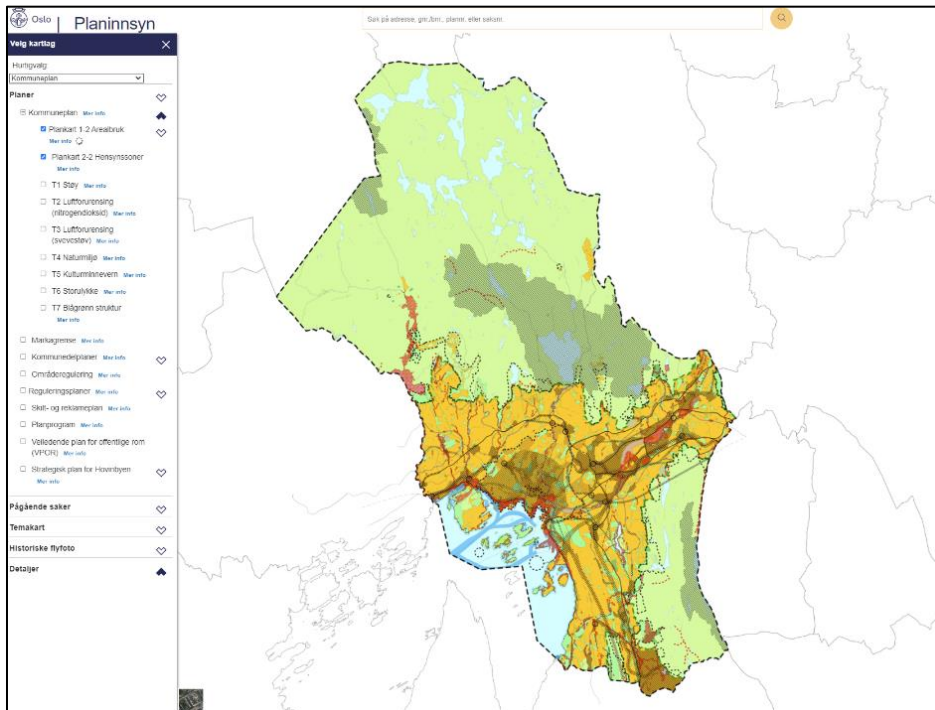 Oslo
Planinnsyn
Søk på adresse, gnr./bnr., plannr. eller saksnr.
Velg kartlag
Hurtigvalg
Kommuneplan
Planer
Kommuneplan Mer info
Plankart 1-2 Arealbruk
Mer info
Plankart 2-2 Hensynssoner
Mer info
T1 Støy Mer info
T2 Luftforurensing
(nitrogendioksid) Mer info
T3 Luftforurensing
(svevestøv) Mer info
T4 Naturmiljø Mer info
T5 Kulturminnevern Mer info
T6 Storulykke Mer info
T7 Blågrønn struktur
Mer info
Markagrense Mer info
Kommunedelplaner Mer info
Områderegulering Mer info
Reguleringsplaner Mer info
Skilt- og reklameplan Mer info
Planprogram Mer info
Veiledende plan for offentlige rom
(VPOR) Mer info
Strategisk plan for Hovinbyen
Mer info
Pågående saker
Temakart
Historiske flyfoto
Detaljer